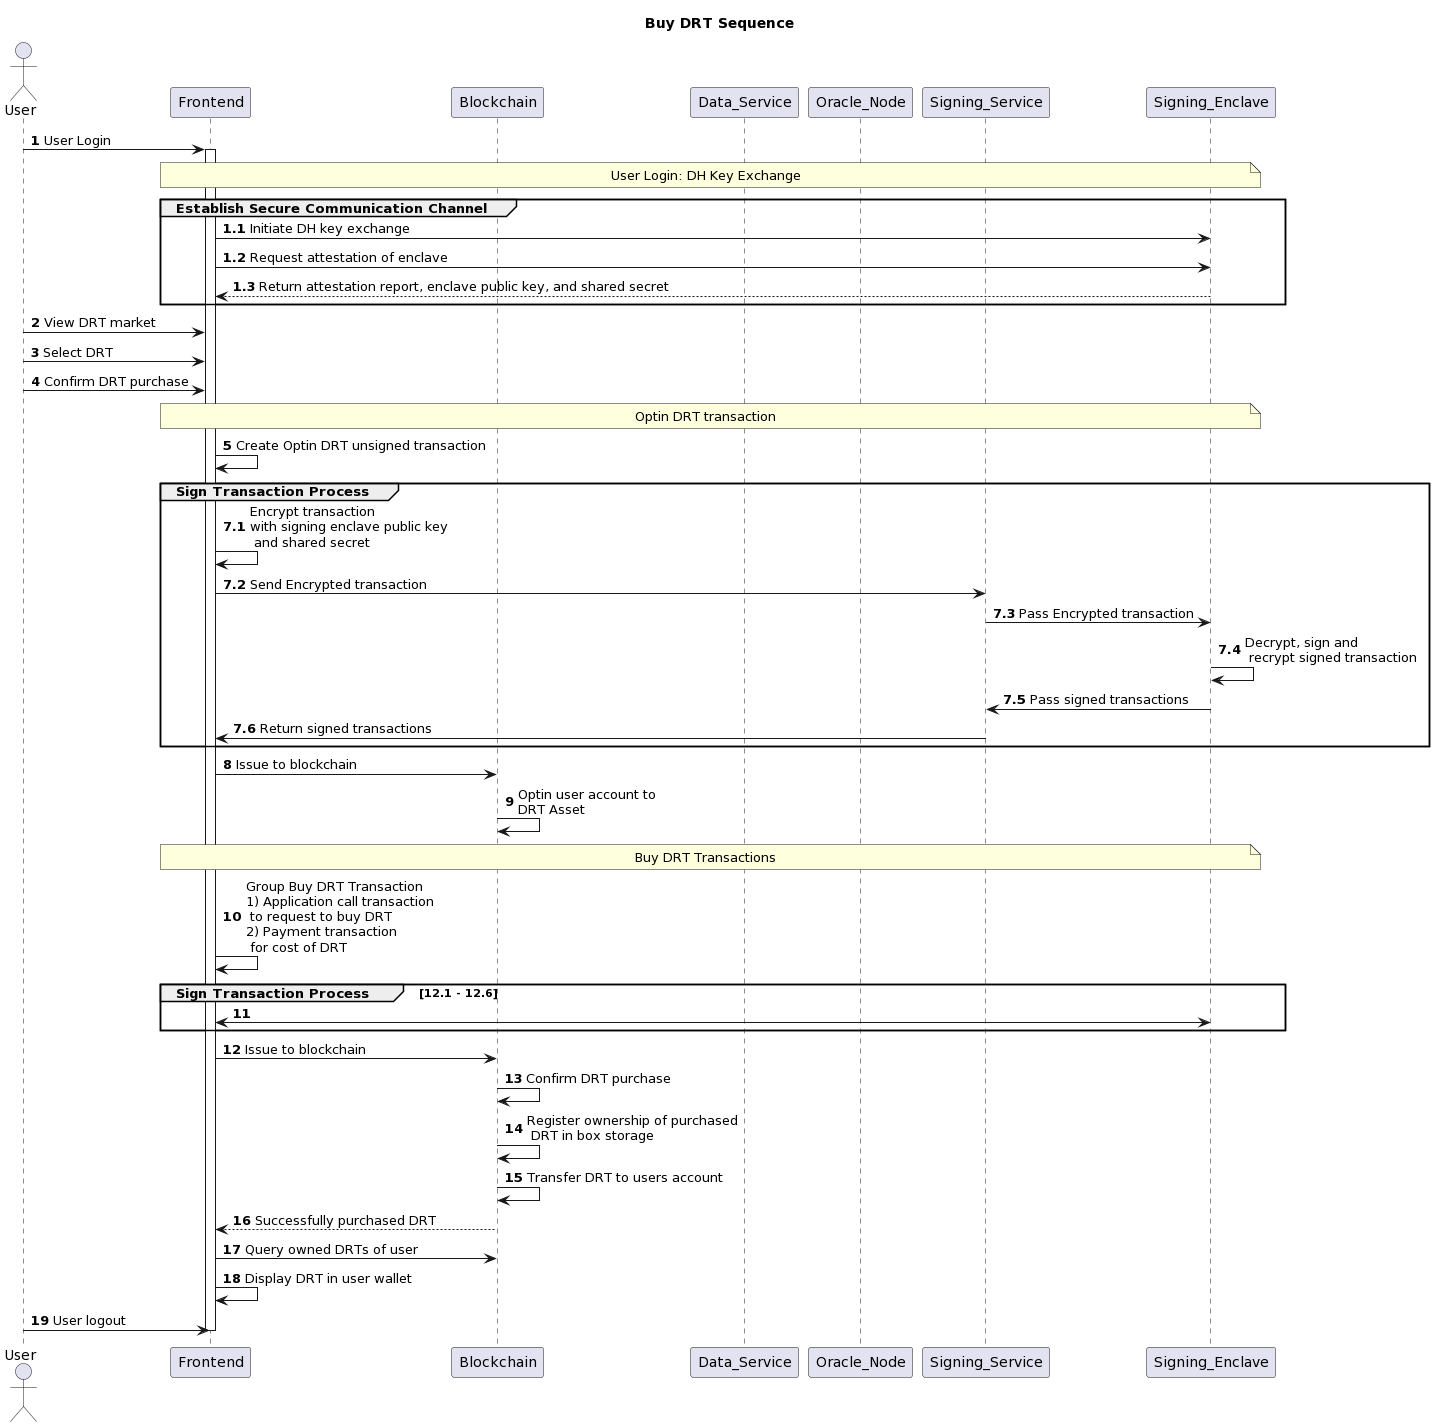 Buy DRT Sequence
User
Frontend
Blockchain
Data_Service
Oracle_Node
Signing_Service
Signing_Enclave
1 User Login
User Login: DH Key Exchange
Establish Secure Communication Channel
1.1 Initiate DH key exchange
1.2 Request attestation of enclave
1.3 Return attestation report, enclave public key, and shared secret
2 View DRT market
3 Select DRT
4 Confirm DRT purchase
Optin DRT transaction
5 Create Optin DRT unsigned transaction
Sign Transaction Process
Encrypt transaction
7.1 with signing enclave public key
and shared secret
7.2 Send Encrypted transaction
7.3 Pass Encrypted transaction
7.4 Decrypt, sign and
recrypt signed transaction
7.5 Pass signed transactions
7.6 Return signed transactions
8 Issue to blockchain
9 Optin user account to
DRT Asset
Buy DRT Transactions
Group Buy DRT Transaction
1) Application call transaction
10 to request to buy DRT
2) Payment transaction
for cost of DRT
Sign Transaction Process [12.1 - 12.6]
11
12 Issue to blockchain
13 Confirm DRT purchase
14 Register ownership of purchased
DRT in box storage
15 Transfer DRT to users account
16 Successfully purchased DRT
17 Query owned DRTs of user
18 Display DRT in user wallet
19 User logout
User
Frontend
Blockchain
Data_Service
Oracle_Node
Signing_Service
Signing_Enclave